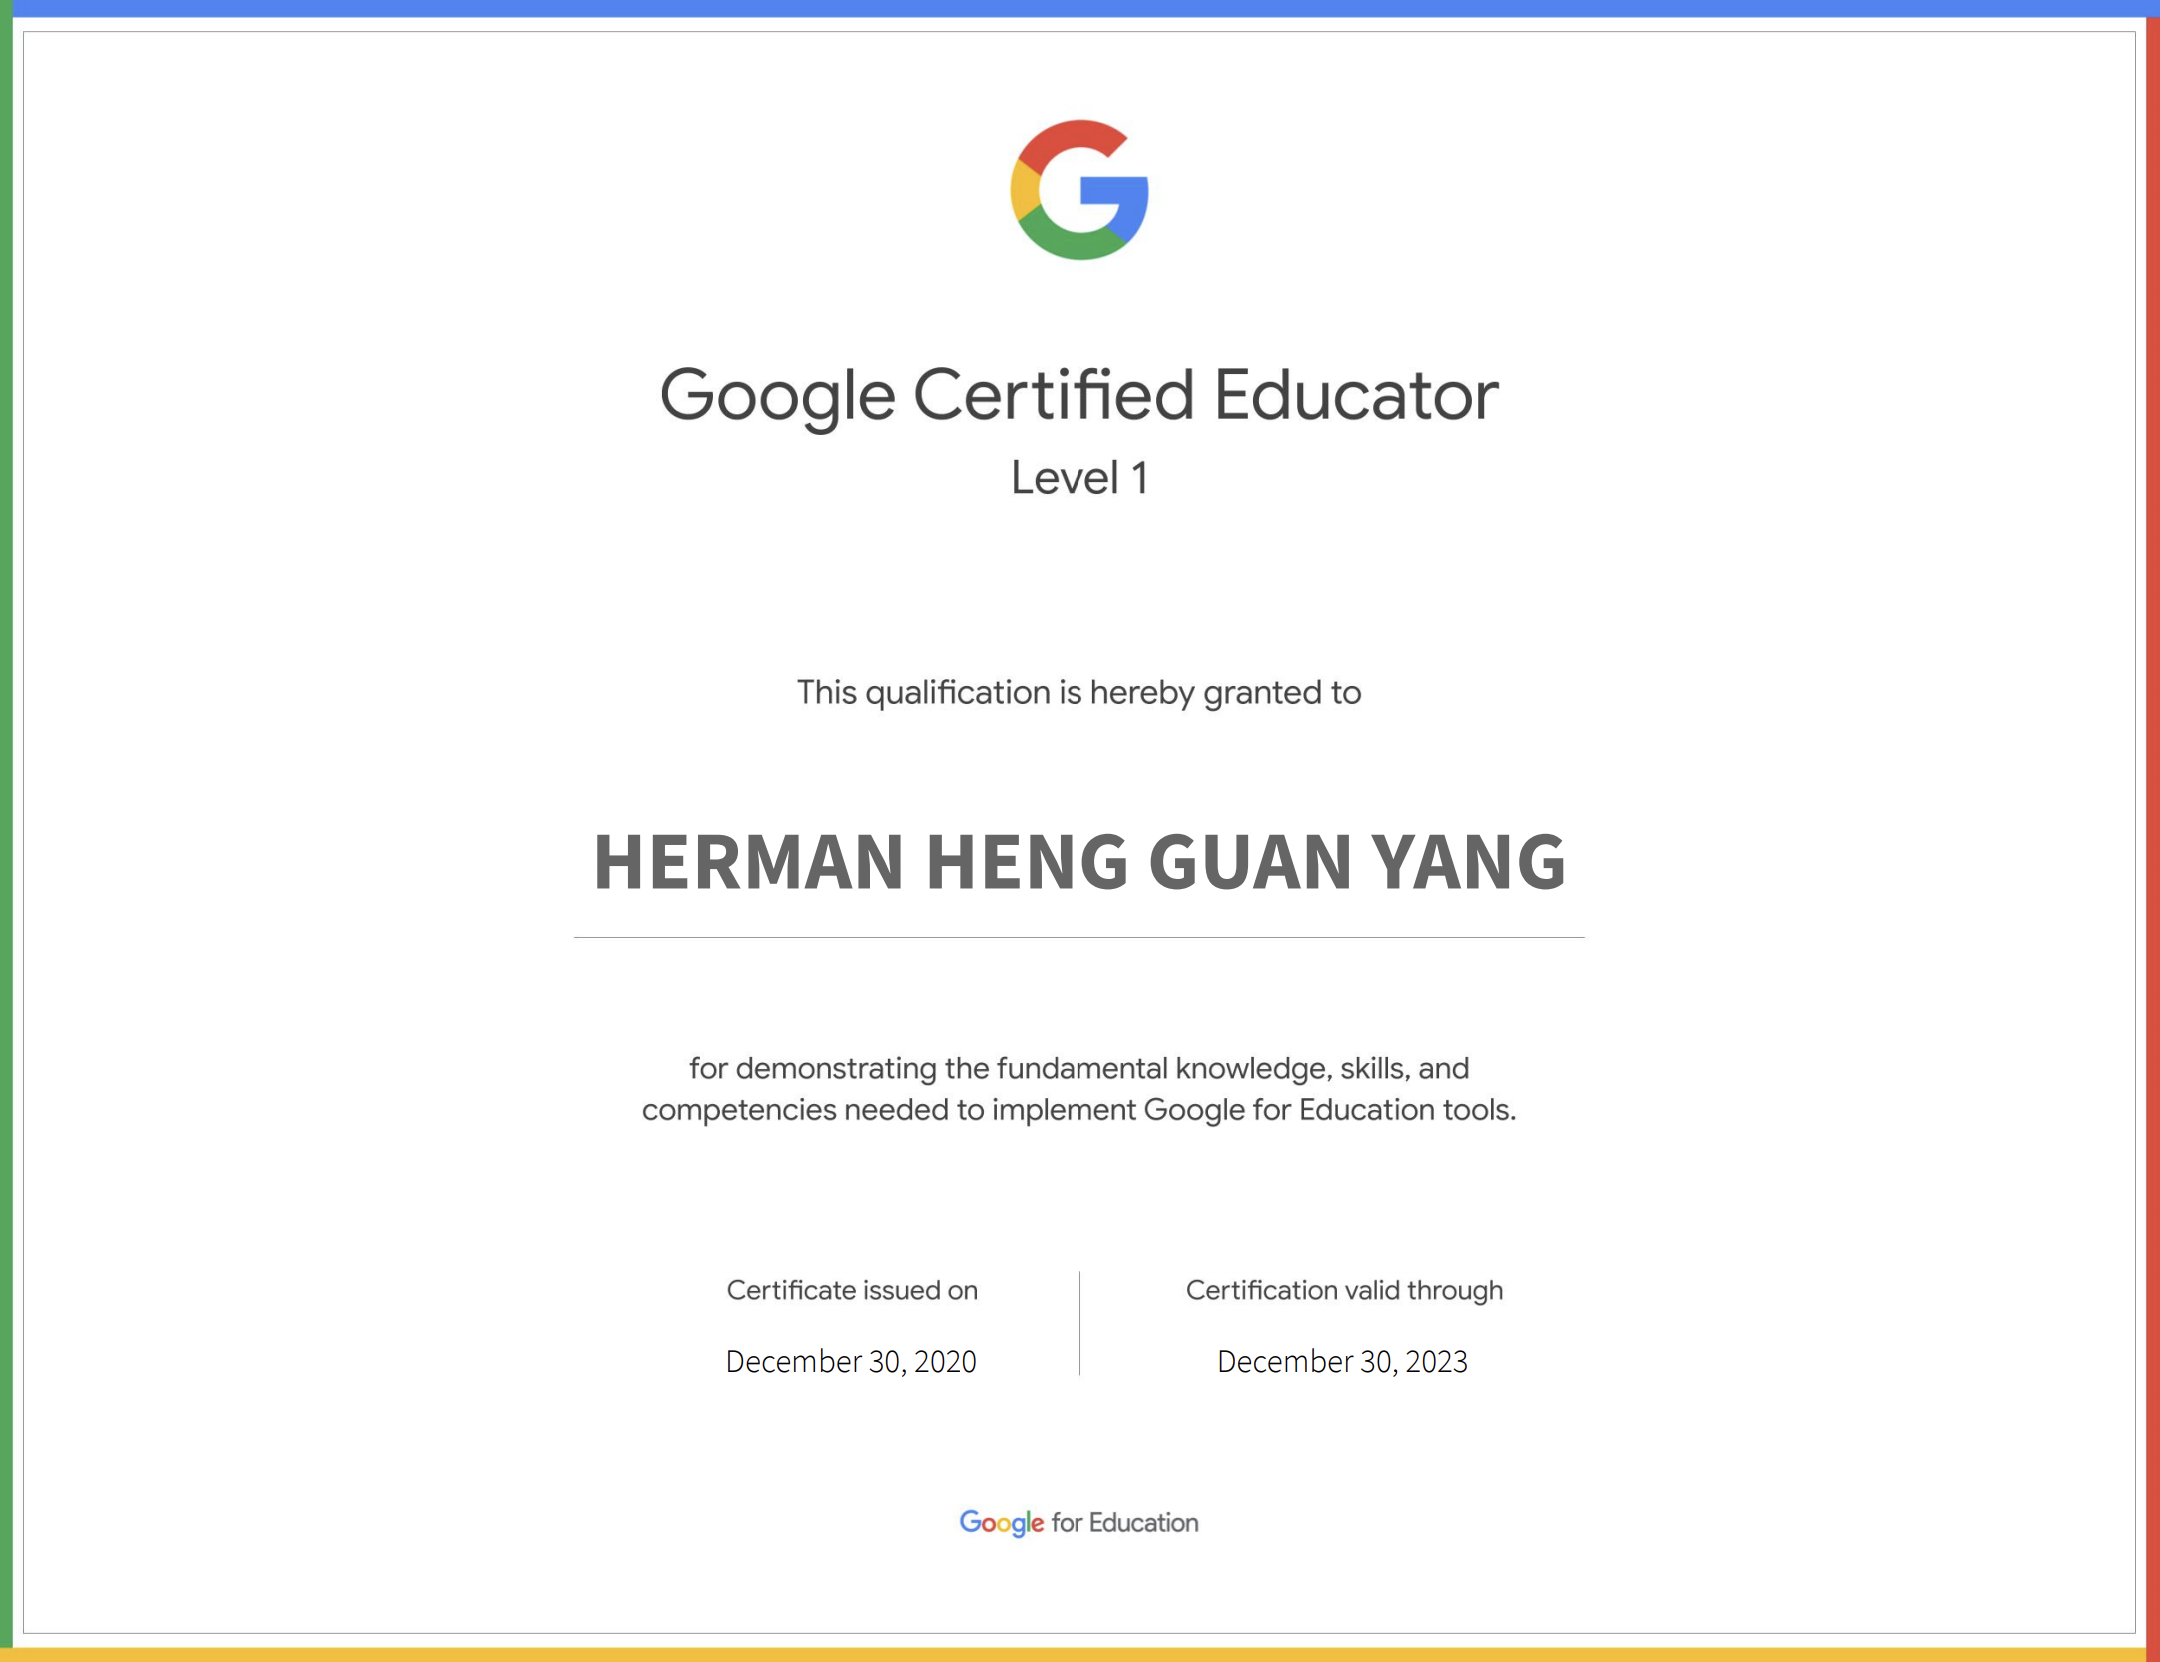 Google Certified Educator
Level 1
This qualification is hereby granted to
HERMAN HENG GUAN YANG
for demonstrating the fundamental knowledge, skills, and
competencies needed to implement Google for Education tools.
Certificate issued on
December 30, 2020
Certification valid through
December 30, 2023
Google for Education